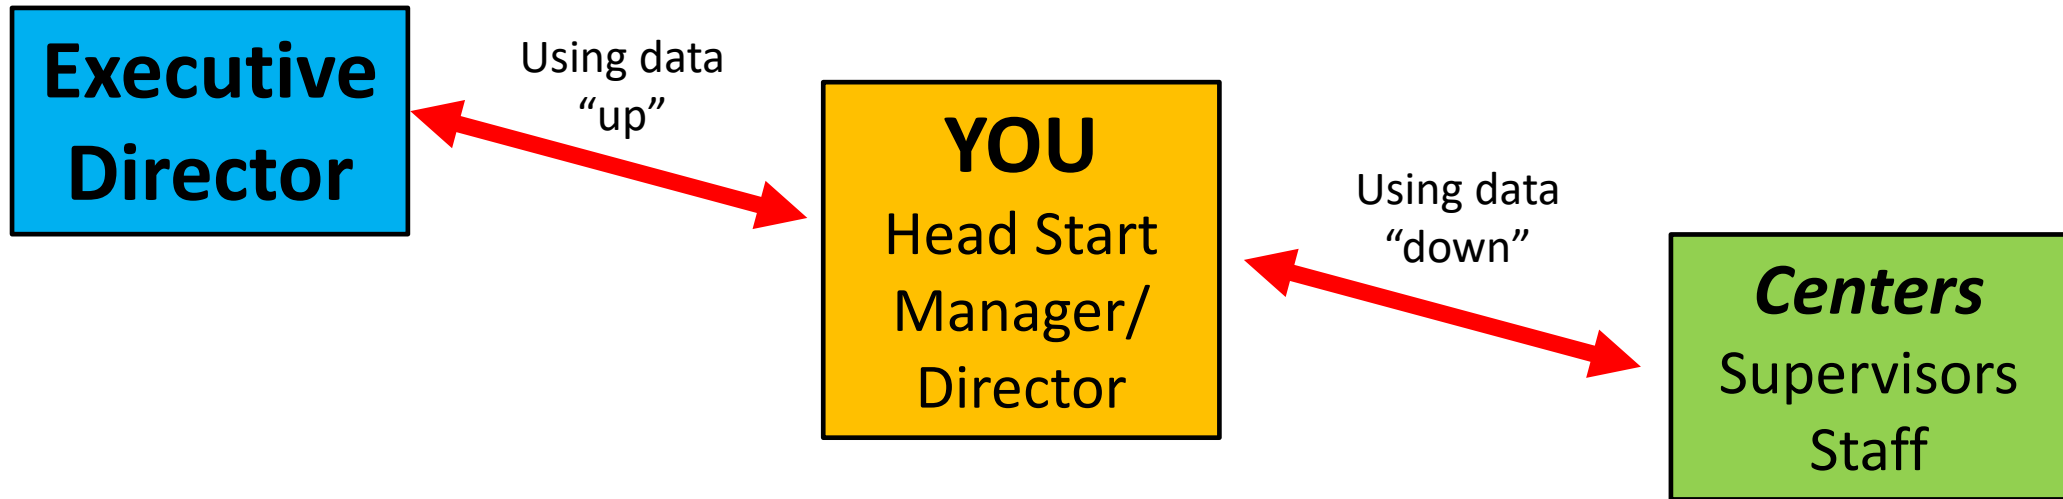 Executive
Director
Using data
“up”
YOU
Head Start
Manager/
Director
Using data
“down”
Centers
Supervisors
Staff